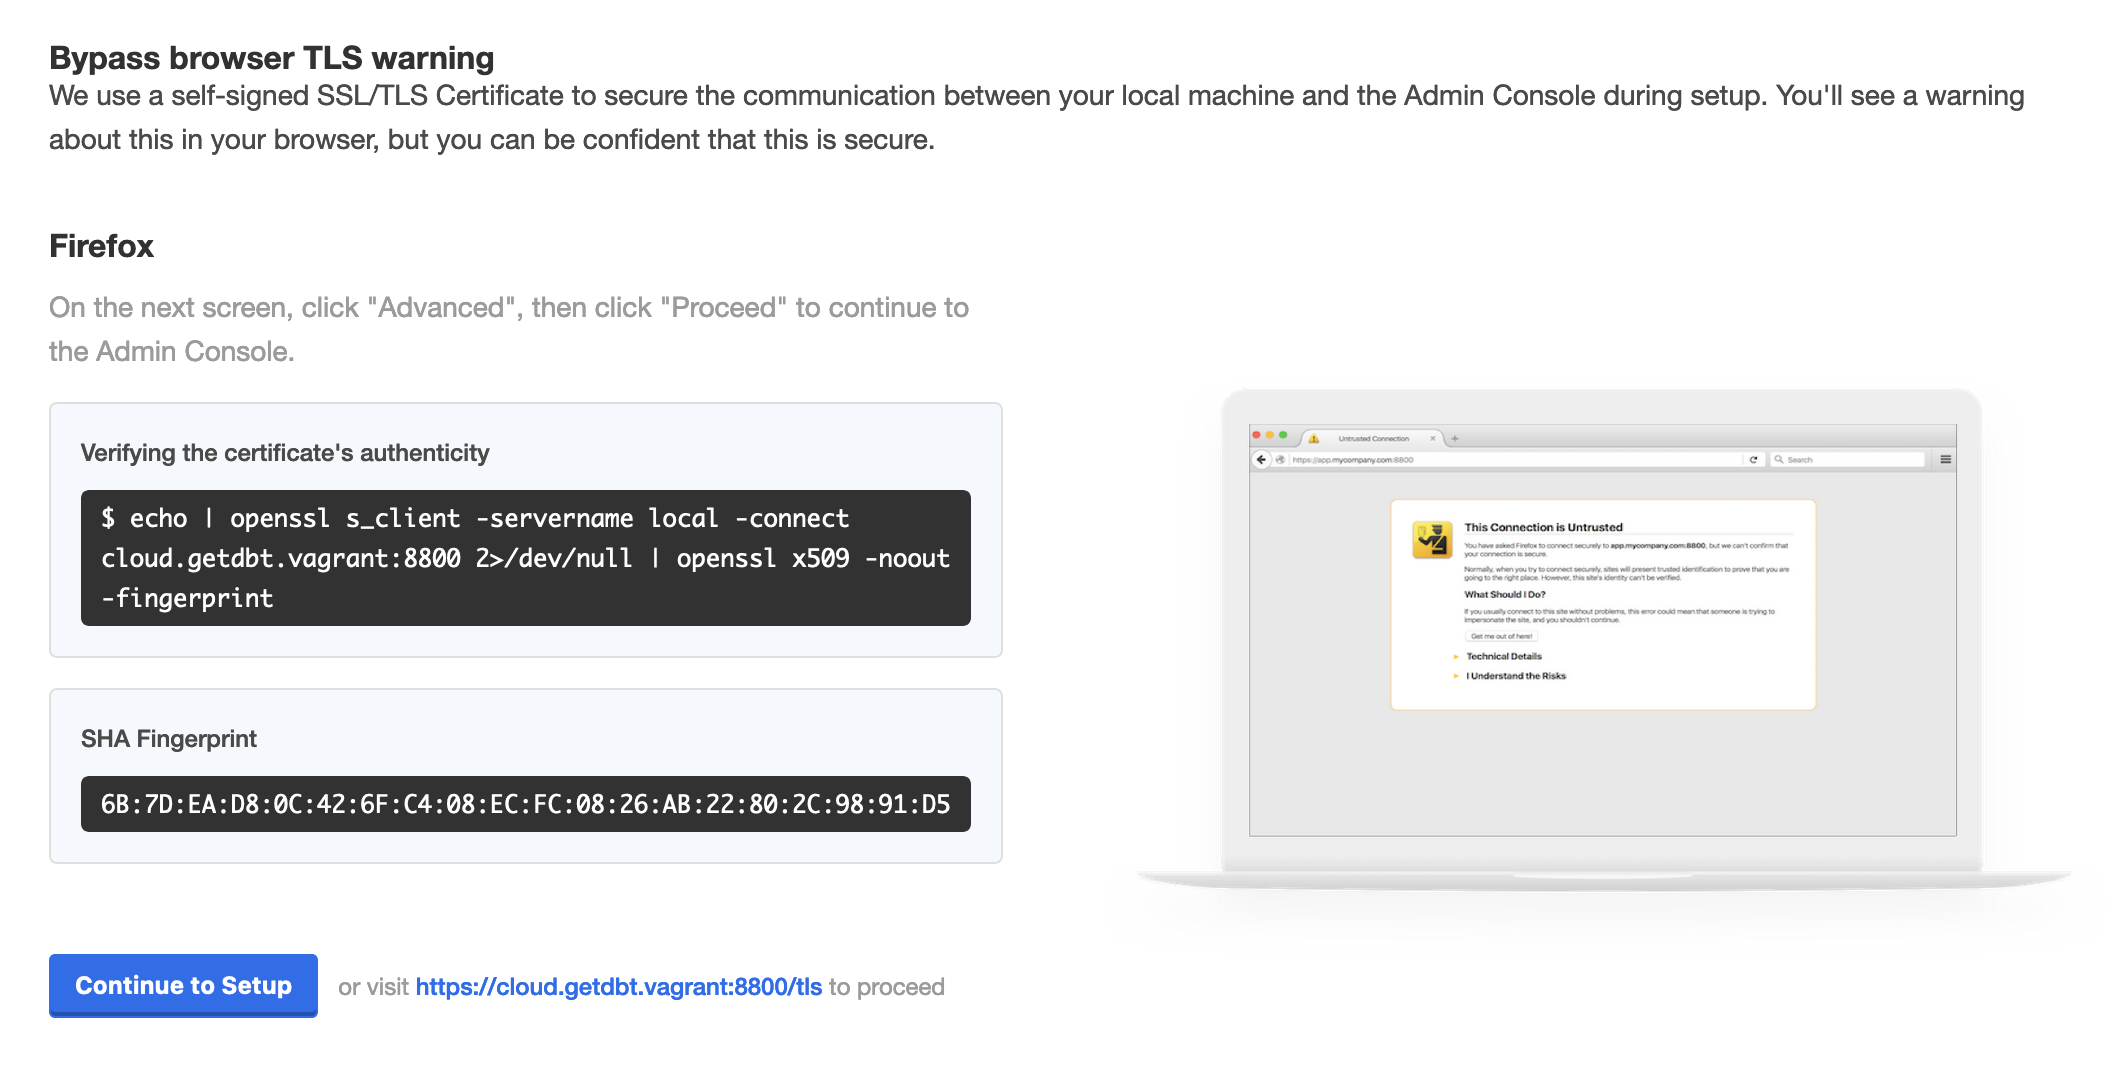 Bypass browser TLS warning
We use a self-signed SSL/TLS Certificate to secure the communication between your local machine and the Admin Console during setup. You'll see a warning
about this in your browser, but you can be confident that this is secure.
Firefox
On the next screen, click "Advanced", then click "Proceed" to continue to
the Admin Console.
Verifying the certificate's authenticity
$ echo | openssl s_client -servername local -connect
cloud.getdbt.vagrant:8800 2>/dev/null | openssl x509 -noout
-fingerprint
SHA Fingerprint
6B:7D:EA:D8:0C:42:6F:C4:08:EC:FC:08:26:AB:22:80:2C:98:91:D5
Continue to Setup
or visit https://cloud.getdbt.vagrant:8800/tls to proceed
Untrusted Connection
https://app.mycompany.com:8800
Search
This Connection is Untrusted
You have asked Firefox to connect securely to app.mycompany.com:8800, but we can't confirm that
your connection is secure.
Normally, when you try to connect securely, sites will present trusted identification to prove that you are
going to the right place. However, this site's identity can't be verified.
What Should I Do?
If you usually connect to this site without problems, this error could mean that someone is trying to
impersonate the site, and you shouldn't continue.
Get me out of here!
Technical Details
I Understand the Risks